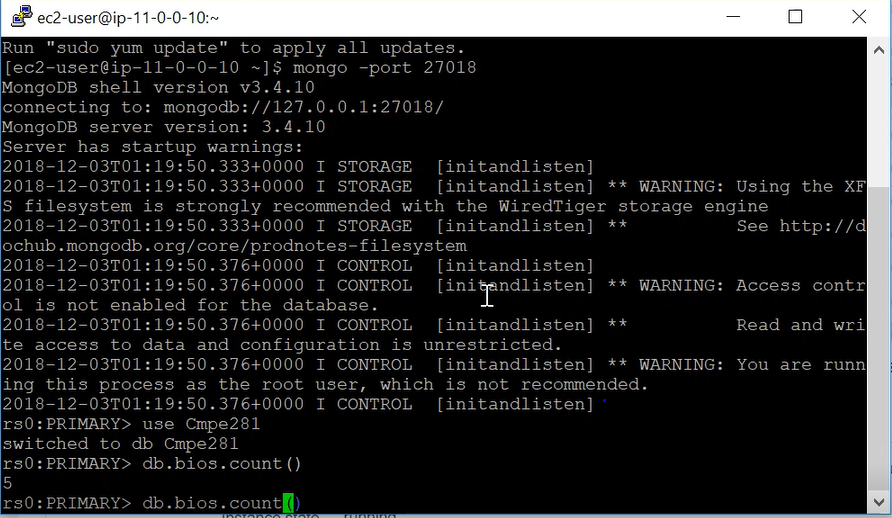 ec2-user@ip-11-0-0-10:~
Run "sudo yum update" to apply all updates.
[ec2-user@ip-11-0-0-10 ~]$ mongo -port 27018
MongoDB shell version v3.4.10
connecting to: mongodb://127.0.0.1:27018/
MongoDB server version: 3.4.10
Server has startup warnings:
2018-12-03T01:19:50.333+0000 I STORAGE  [initandlisten]
2018-12-03T01:19:50.333+0000 I STORAGE  [initandlisten] ** WARNING: Using the XF
S filesystem is strongly recommended with the WiredTiger storage engine
2018-12-03T01:19:50.333+0000 I STORAGE  [initandlisten] **          See http://d
ochub.mongodb.org/core/prodnotes-filesystem
2018-12-03T01:19:50.376+0000 I CONTROL  [initandlisten]
2018-12-03T01:19:50.376+0000 I CONTROL  [initandlisten] ** WARNING: Access contr
ol is not enabled for the database.
2018-12-03T01:19:50.376+0000 I CONTROL  [initandlisten] **          Read and wri
te access to data and configuration is unrestricted.
2018-12-03T01:19:50.376+0000 I CONTROL  [initandlisten] ** WARNING: You are runn
ing this process as the root user, which is not recommended.
2018-12-03T01:19:50.376+0000 I CONTROL  [initandlisten]
rs0:PRIMARY> use Cmpe281
switched to db Cmpe281
rs0:PRIMARY> db.bios.count()
5
rs0:PRIMARY> db.bios.count()